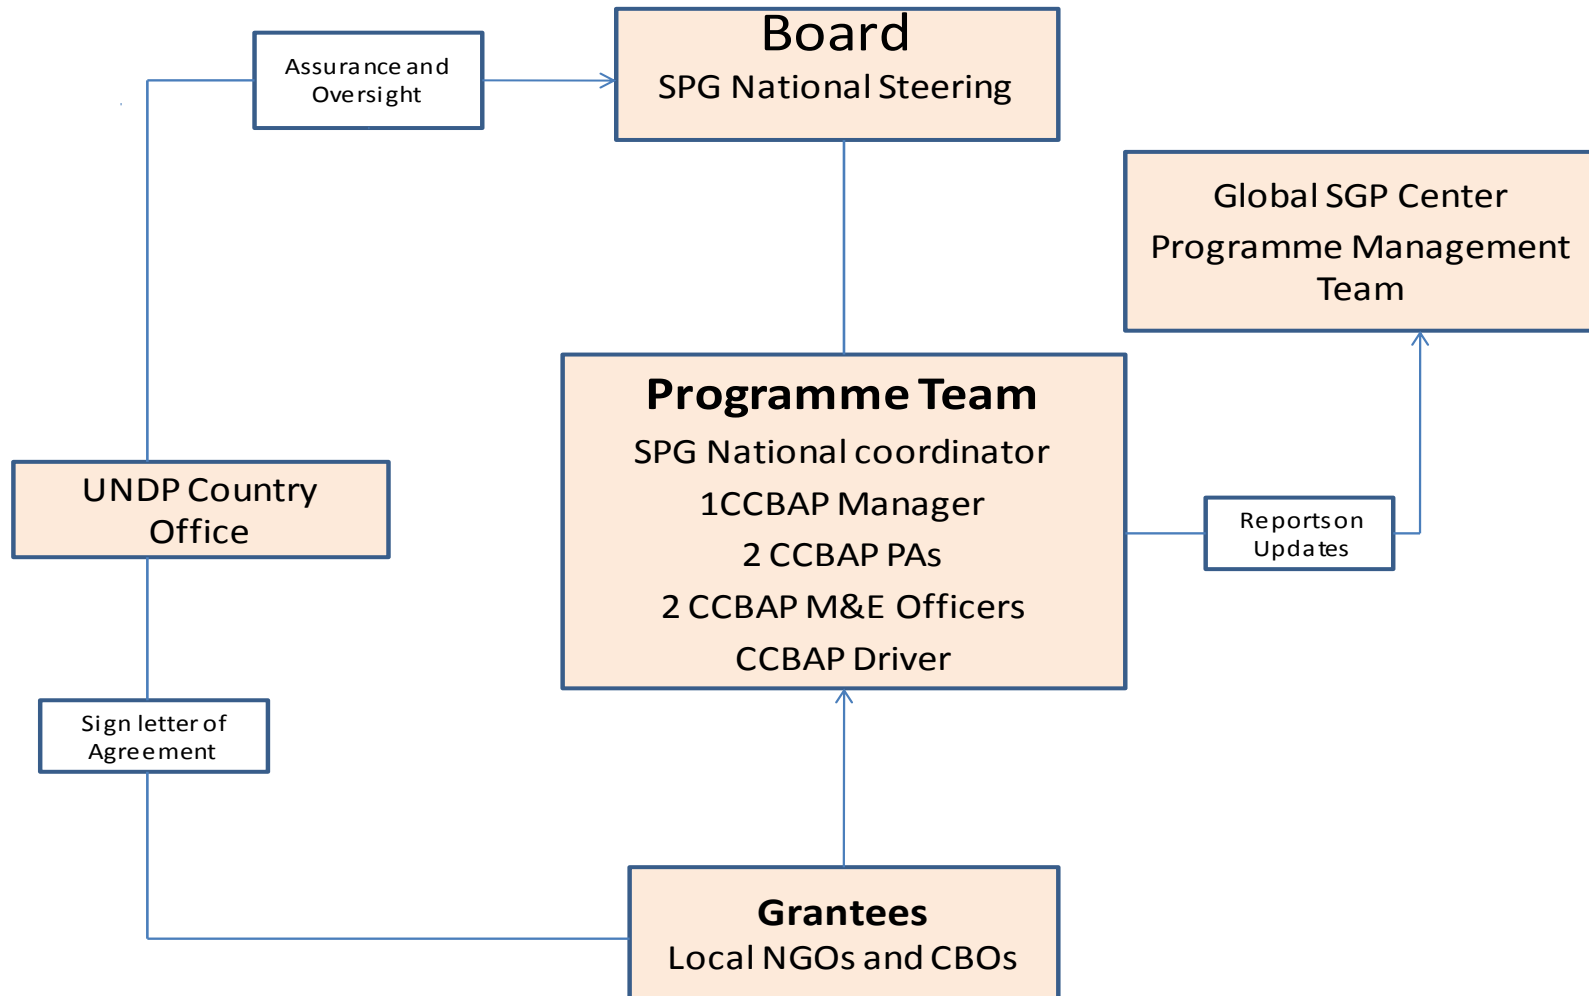 Board
SPG National Steering
Assurance and
Oversight
Global SGP Center
Programme Management
Team
Programme Team
SPG National coordinator
1CCBAP Manager
2 CCBAP PAs
2 CCBAP M&E Officers
CCBAP Driver
UNDP Country
Office
Reports on
Updates
Sign letter of
Agreement
Grantees
Local NGOs and CBOs